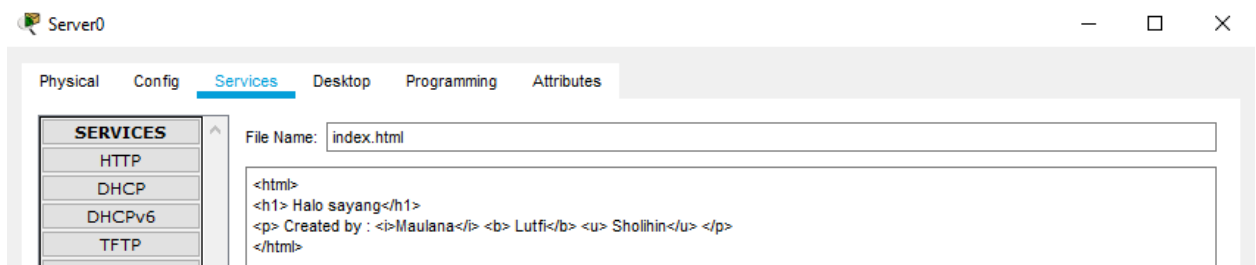 Server0
Physical Config Services Desktop Programming Attributes
SERVICES
HTTP
DHCP
DHCPv6
TFTP
File Name: index.html
<html>
<h1> Halo sayang</h1>
<p> Created by : <i>Maulana</i> <b> Lutfi</b> <u> Sholihin</u> </p>
</html>